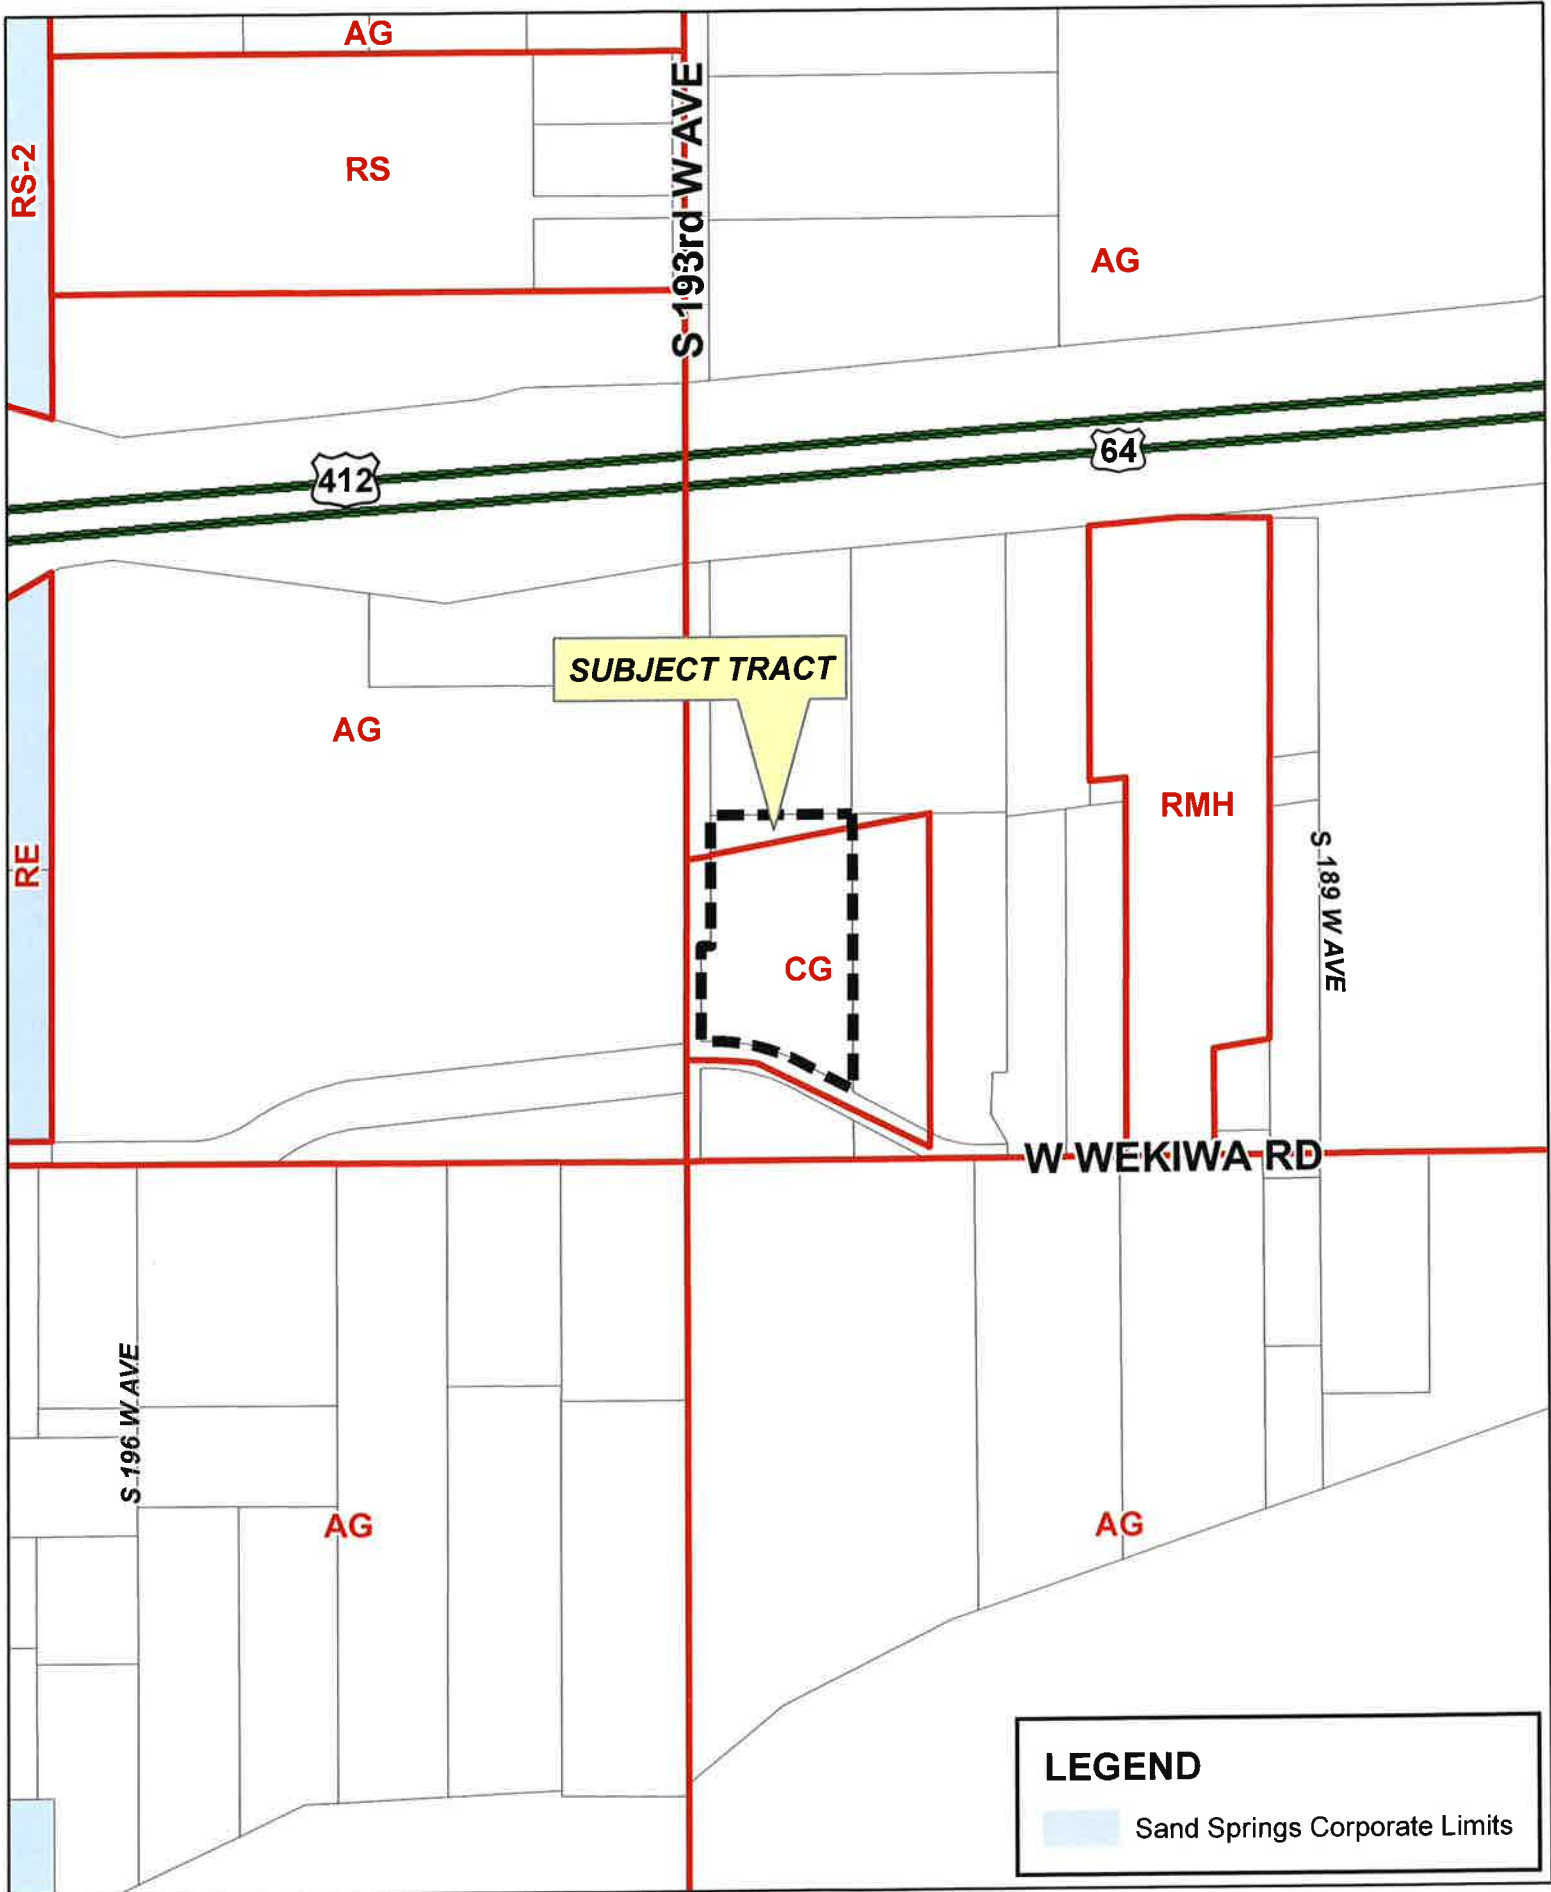 AG
S 193rd W AVE
RS-2
RS
AG
412
64
SUBJECT TRACT
AG
RMH
RE
S 189 W AVE
CG
W WEKIWA RD
S 196 W AVE
AG
AG
LEGEND
Sand Springs Corporate Limits